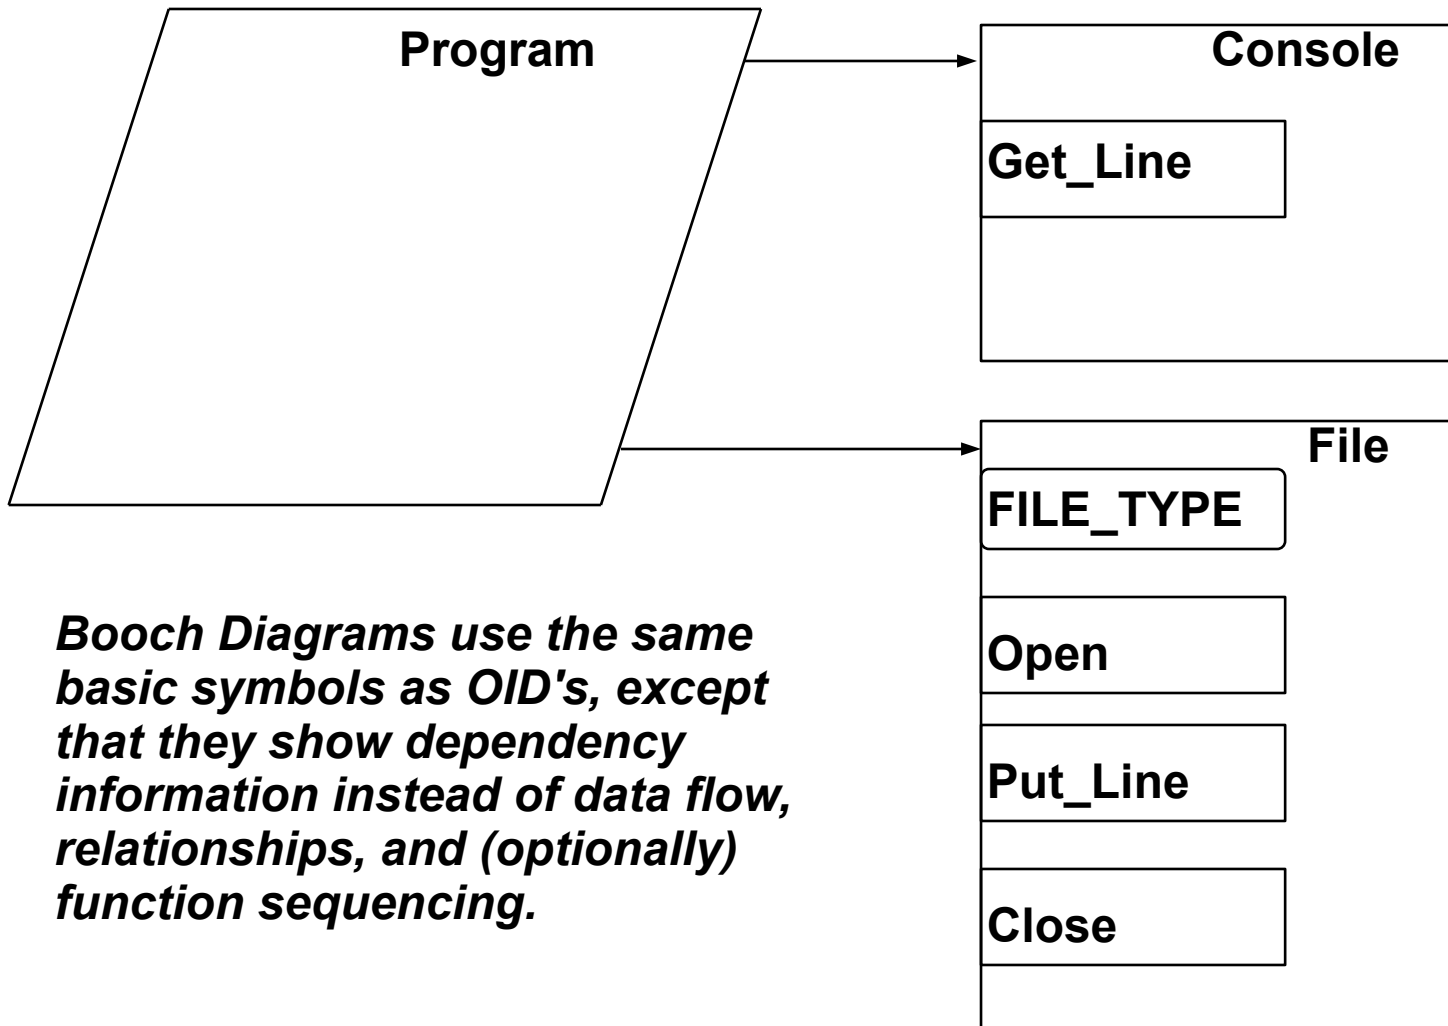 Program
Console
Get_Line
File
FILE_TYPE
Open
Put_Line
Close
Booch Diagrams use the same
basic symbols as OID's, except
that they show dependency
information instead of data flow,
relationships, and (optionally)
function sequencing.